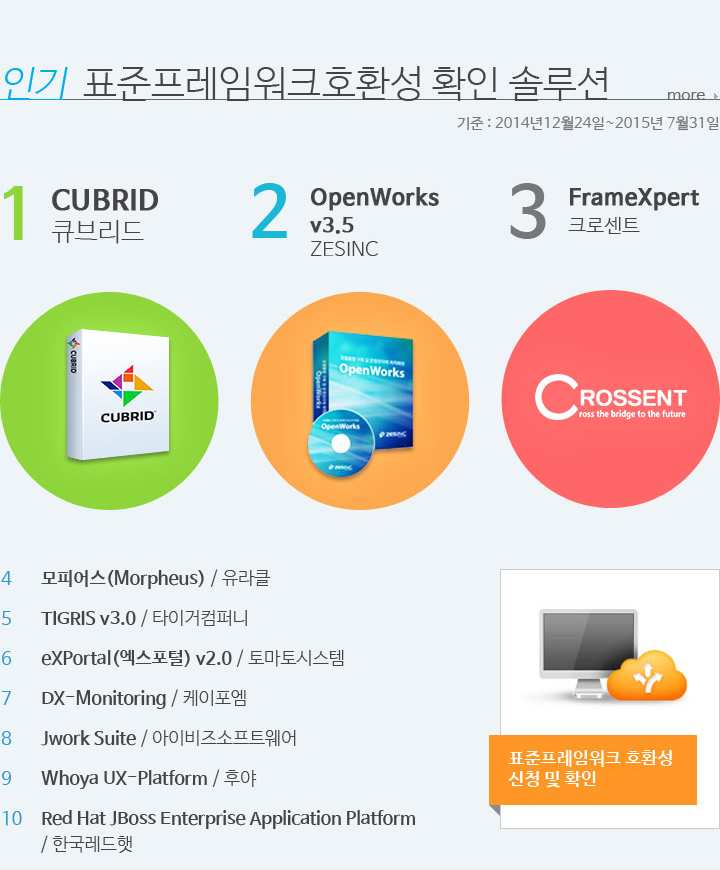 인기 표준프레임워크호환성 확인 솔루션
more
기준 : 2014년12월24일~2015년 7월31일
1 CUBRID
큐브리드
2 OpenWorks
v3.5
ZESINC
3 FrameXpert
크로센트
CUBRID
CUBRID
OpenWorks
OpenWorks
OpenWorks
ZESINC
ZESINC
CROSSENT
ross the bridge to the future
4 모피어스(Morpheus) / 유라클
5 TIGRIS v3.0 / 타이거컴퍼니
6 eXPortal(엑스포털) v2.0 / 토마토시스템
7 DX-Monitoring / 케이포엠
8 Jwork Suite / 아이비즈소프트웨어
9 Whoya UX-Platform / 후야
10 Red Hat JBoss Enterprise Application Platform
/ 한국레드햇
표준프레임워크 호환성
신청 및 확인